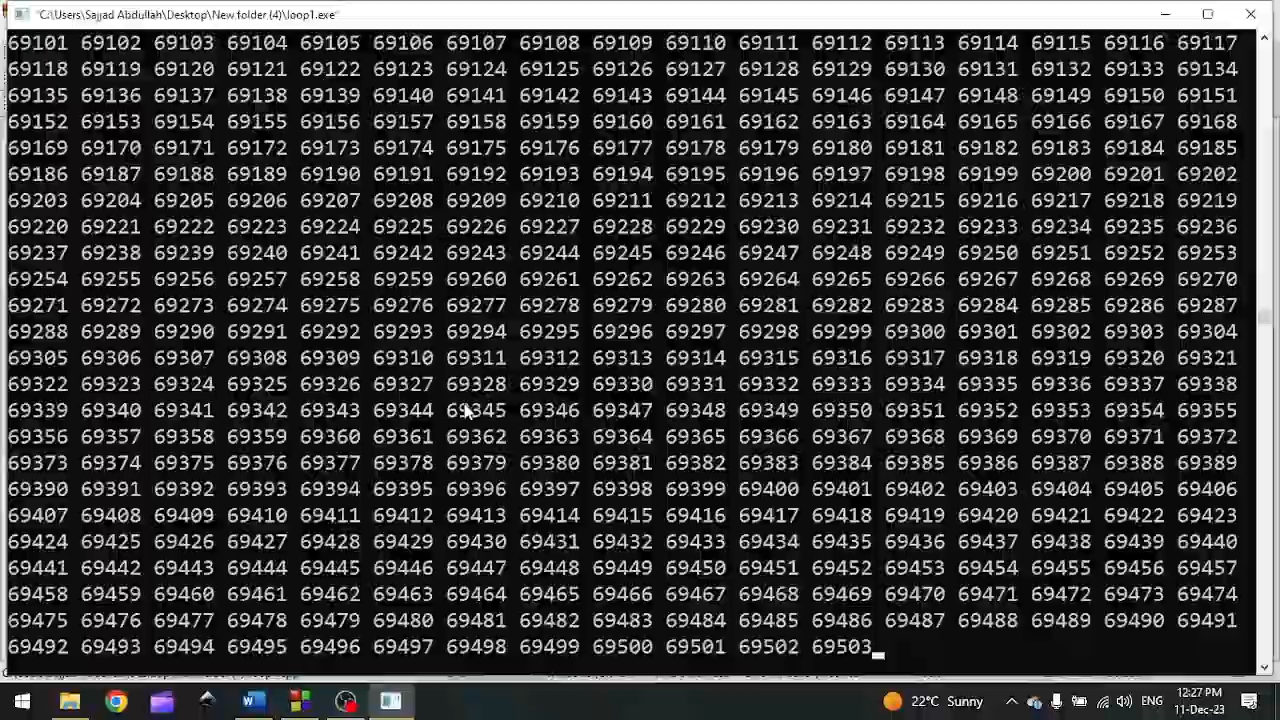 "C:\Users\Sajjad Abdullah\Desktop\New folder (4)\loop1.exe"
69101 69102 69103 69104 69105 69106 69107 69108 69109 69110 69111 69112 69113 69114 69115 69116 69117
69118 69119 69120 69121 69122 69123 69124 69125 69126 69127 69128 69129 69130 69131 69132 69133 69134
69135 69136 69137 69138 69139 69140 69141 69142 69143 69144 69145 69146 69147 69148 69149 69150 69151
69152 69153 69154 69155 69156 69157 69158 69159 69160 69161 69162 69163 69164 69165 69166 69167 69168
69169 69170 69171 69172 69173 69174 69175 69176 69177 69178 69179 69180 69181 69182 69183 69184 69185
69186 69187 69188 69189 69190 69191 69192 69193 69194 69195 69196 69197 69198 69199 69200 69201 69202
69203 69204 69205 69206 69207 69208 69209 69210 69211 69212 69213 69214 69215 69216 69217 69218 69219
69220 69221 69222 69223 69224 69225 69226 69227 69228 69229 69230 69231 69232 69233 69234 69235 69236
69237 69238 69239 69240 69241 69242 69243 69244 69245 69246 69247 69248 69249 69250 69251 69252 69253
69254 69255 69256 69257 69258 69259 69260 69261 69262 69263 69264 69265 69266 69267 69268 69269 69270
69271 69272 69273 69274 69275 69276 69277 69278 69279 69280 69281 69282 69283 69284 69285 69286 69287
69288 69289 69290 69291 69292 69293 69294 69295 69296 69297 69298 69299 69300 69301 69302 69303 69304
69305 69306 69307 69308 69309 69310 69311 69312 69313 69314 69315 69316 69317 69318 69319 69320 69321
69322 69323 69324 69325 69326 69327 69328 69329 69330 69331 69332 69333 69334 69335 69336 69337 69338
69339 69340 69341 69342 69343 69344 69345 69346 69347 69348 69349 69350 69351 69352 69353 69354 69355
69356 69357 69358 69359 69360 69361 69362 69363 69364 69365 69366 69367 69368 69369 69370 69371 69372
69373 69374 69375 69376 69377 69378 69379 69380 69381 69382 69383 69384 69385 69386 69387 69388 69389
69390 69391 69392 69393 69394 69395 69396 69397 69398 69399 69400 69401 69402 69403 69404 69405 69406
69407 69408 69409 69410 69411 69412 69413 69414 69415 69416 69417 69418 69419 69420 69421 69422 69423
69424 69425 69426 69427 69428 69429 69430 69431 69432 69433 69434 69435 69436 69437 69438 69439 69440
69441 69442 69443 69444 69445 69446 69447 69448 69449 69450 69451 69452 69453 69454 69455 69456 69457
69458 69459 69460 69461 69462 69463 69464 69465 69466 69467 69468 69469 69470 69471 69472 69473 69474
69475 69476 69477 69478 69479 69480 69481 69482 69483 69484 69485 69486 69487 69488 69489 69490 69491
69492 69493 69494 69495 69496 69497 69498 69499 69500 69501 69502 69503
22°C Sunny
ENG
12:27 PM
11-Dec-23